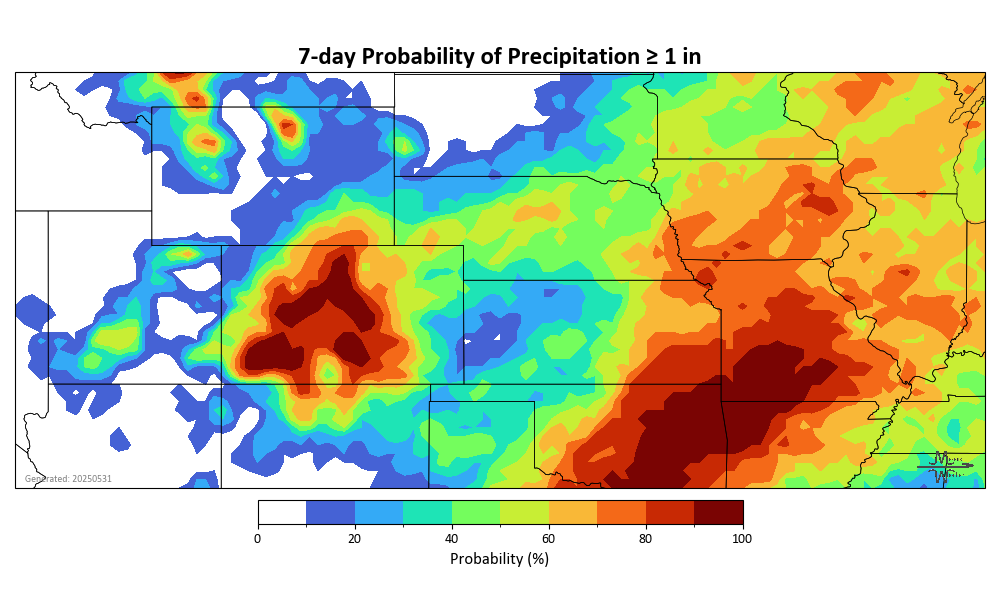 7-day Probability of Precipitation ≥ 1 in
Generated: 20250531
0 20 40 60 80 100
Probability (%)